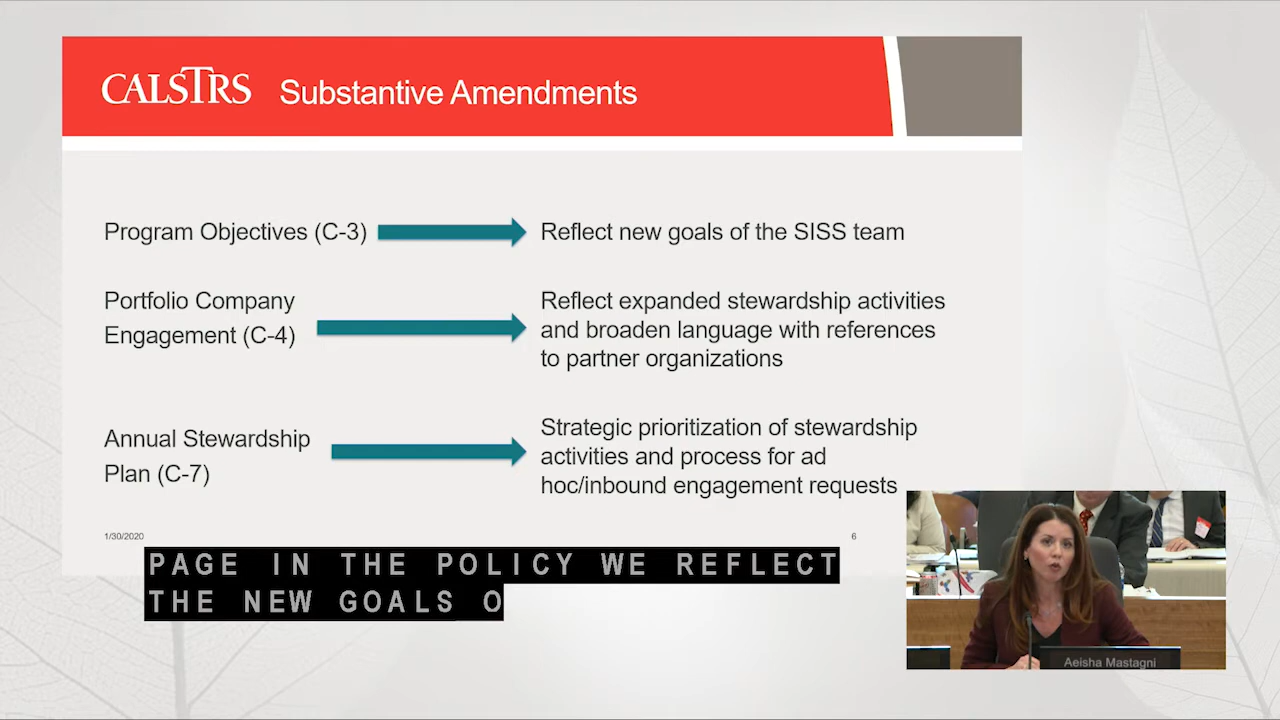 CALSTRS Substantive Amendments
Program Objectives (C-3)
Reflect new goals of the SISS team
Portfolio Company
Engagement (C-4)
Reflect expanded stewardship activities
and broaden language with references
to partner organizations
Annual Stewardship
Plan (C-7)
Strategic prioritization of stewardship
activities and process for ad
hoc/inbound engagement requests
1/30/2020
6
PAGE IN THE POLICY WE REFLECT
THE NEW GOALS O
Aeisha Mastagni